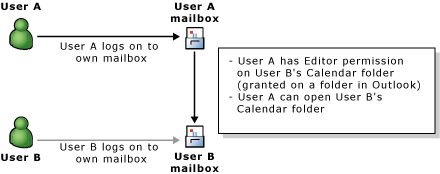 User A
User A
mailbox
User A logs on to
own mailbox
- User A has Editor permission
on User B's Calendar folder
(granted on a folder in Outlook)
- User A can open User B's
Calendar folder
User B logs on to
own mailbox
User B
User B
mailbox